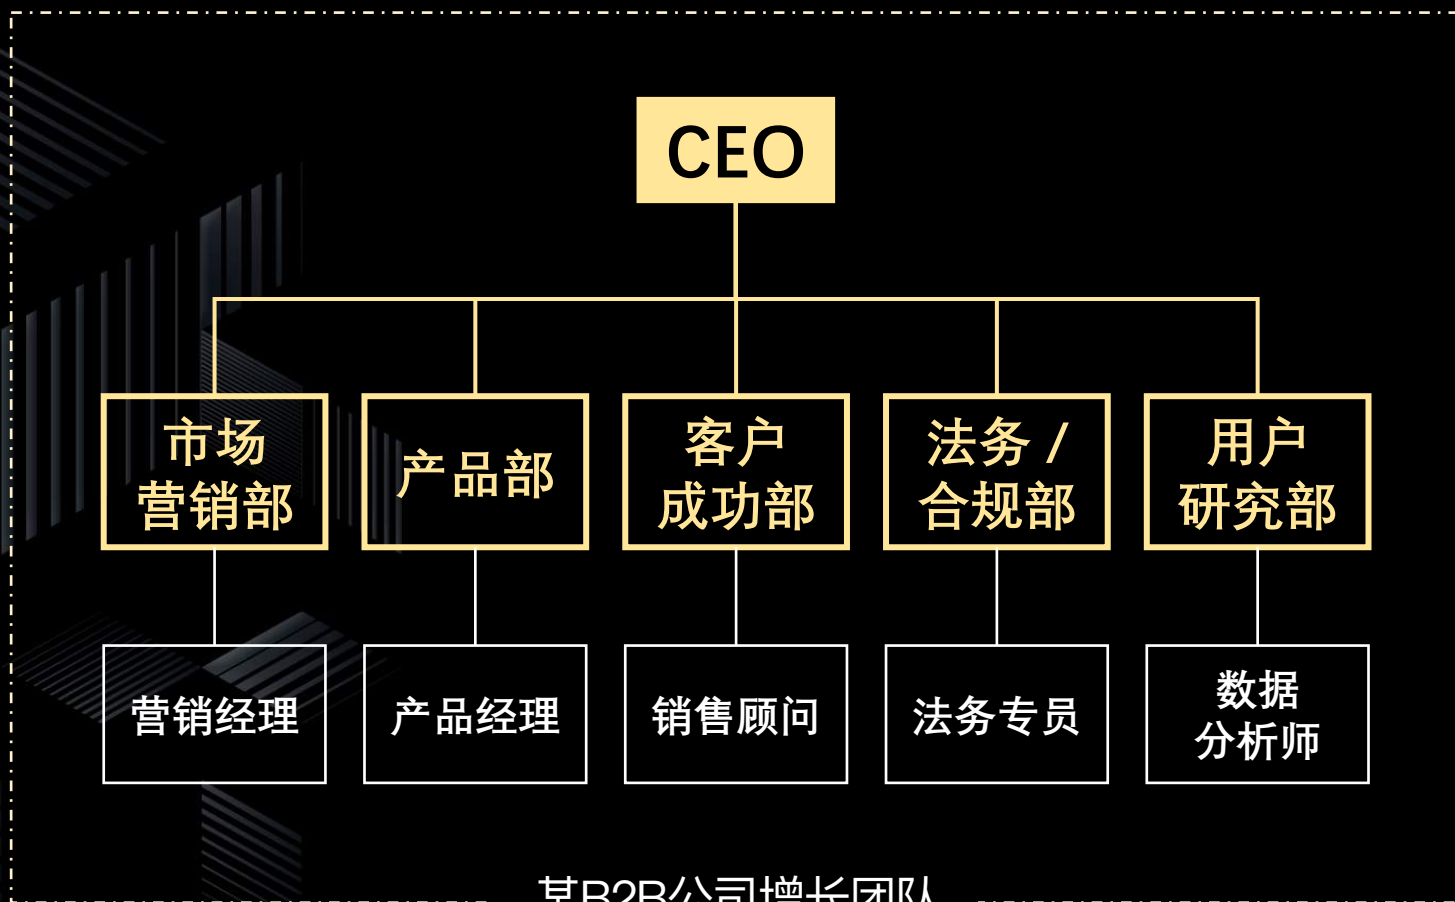 CEO
市场
营销部
产品部
客户
成功部
法务 /
合规部
用户
研究部
营销经理
产品经理
销售顾问
法务专员
数据
分析师
某B2B公司增长团队